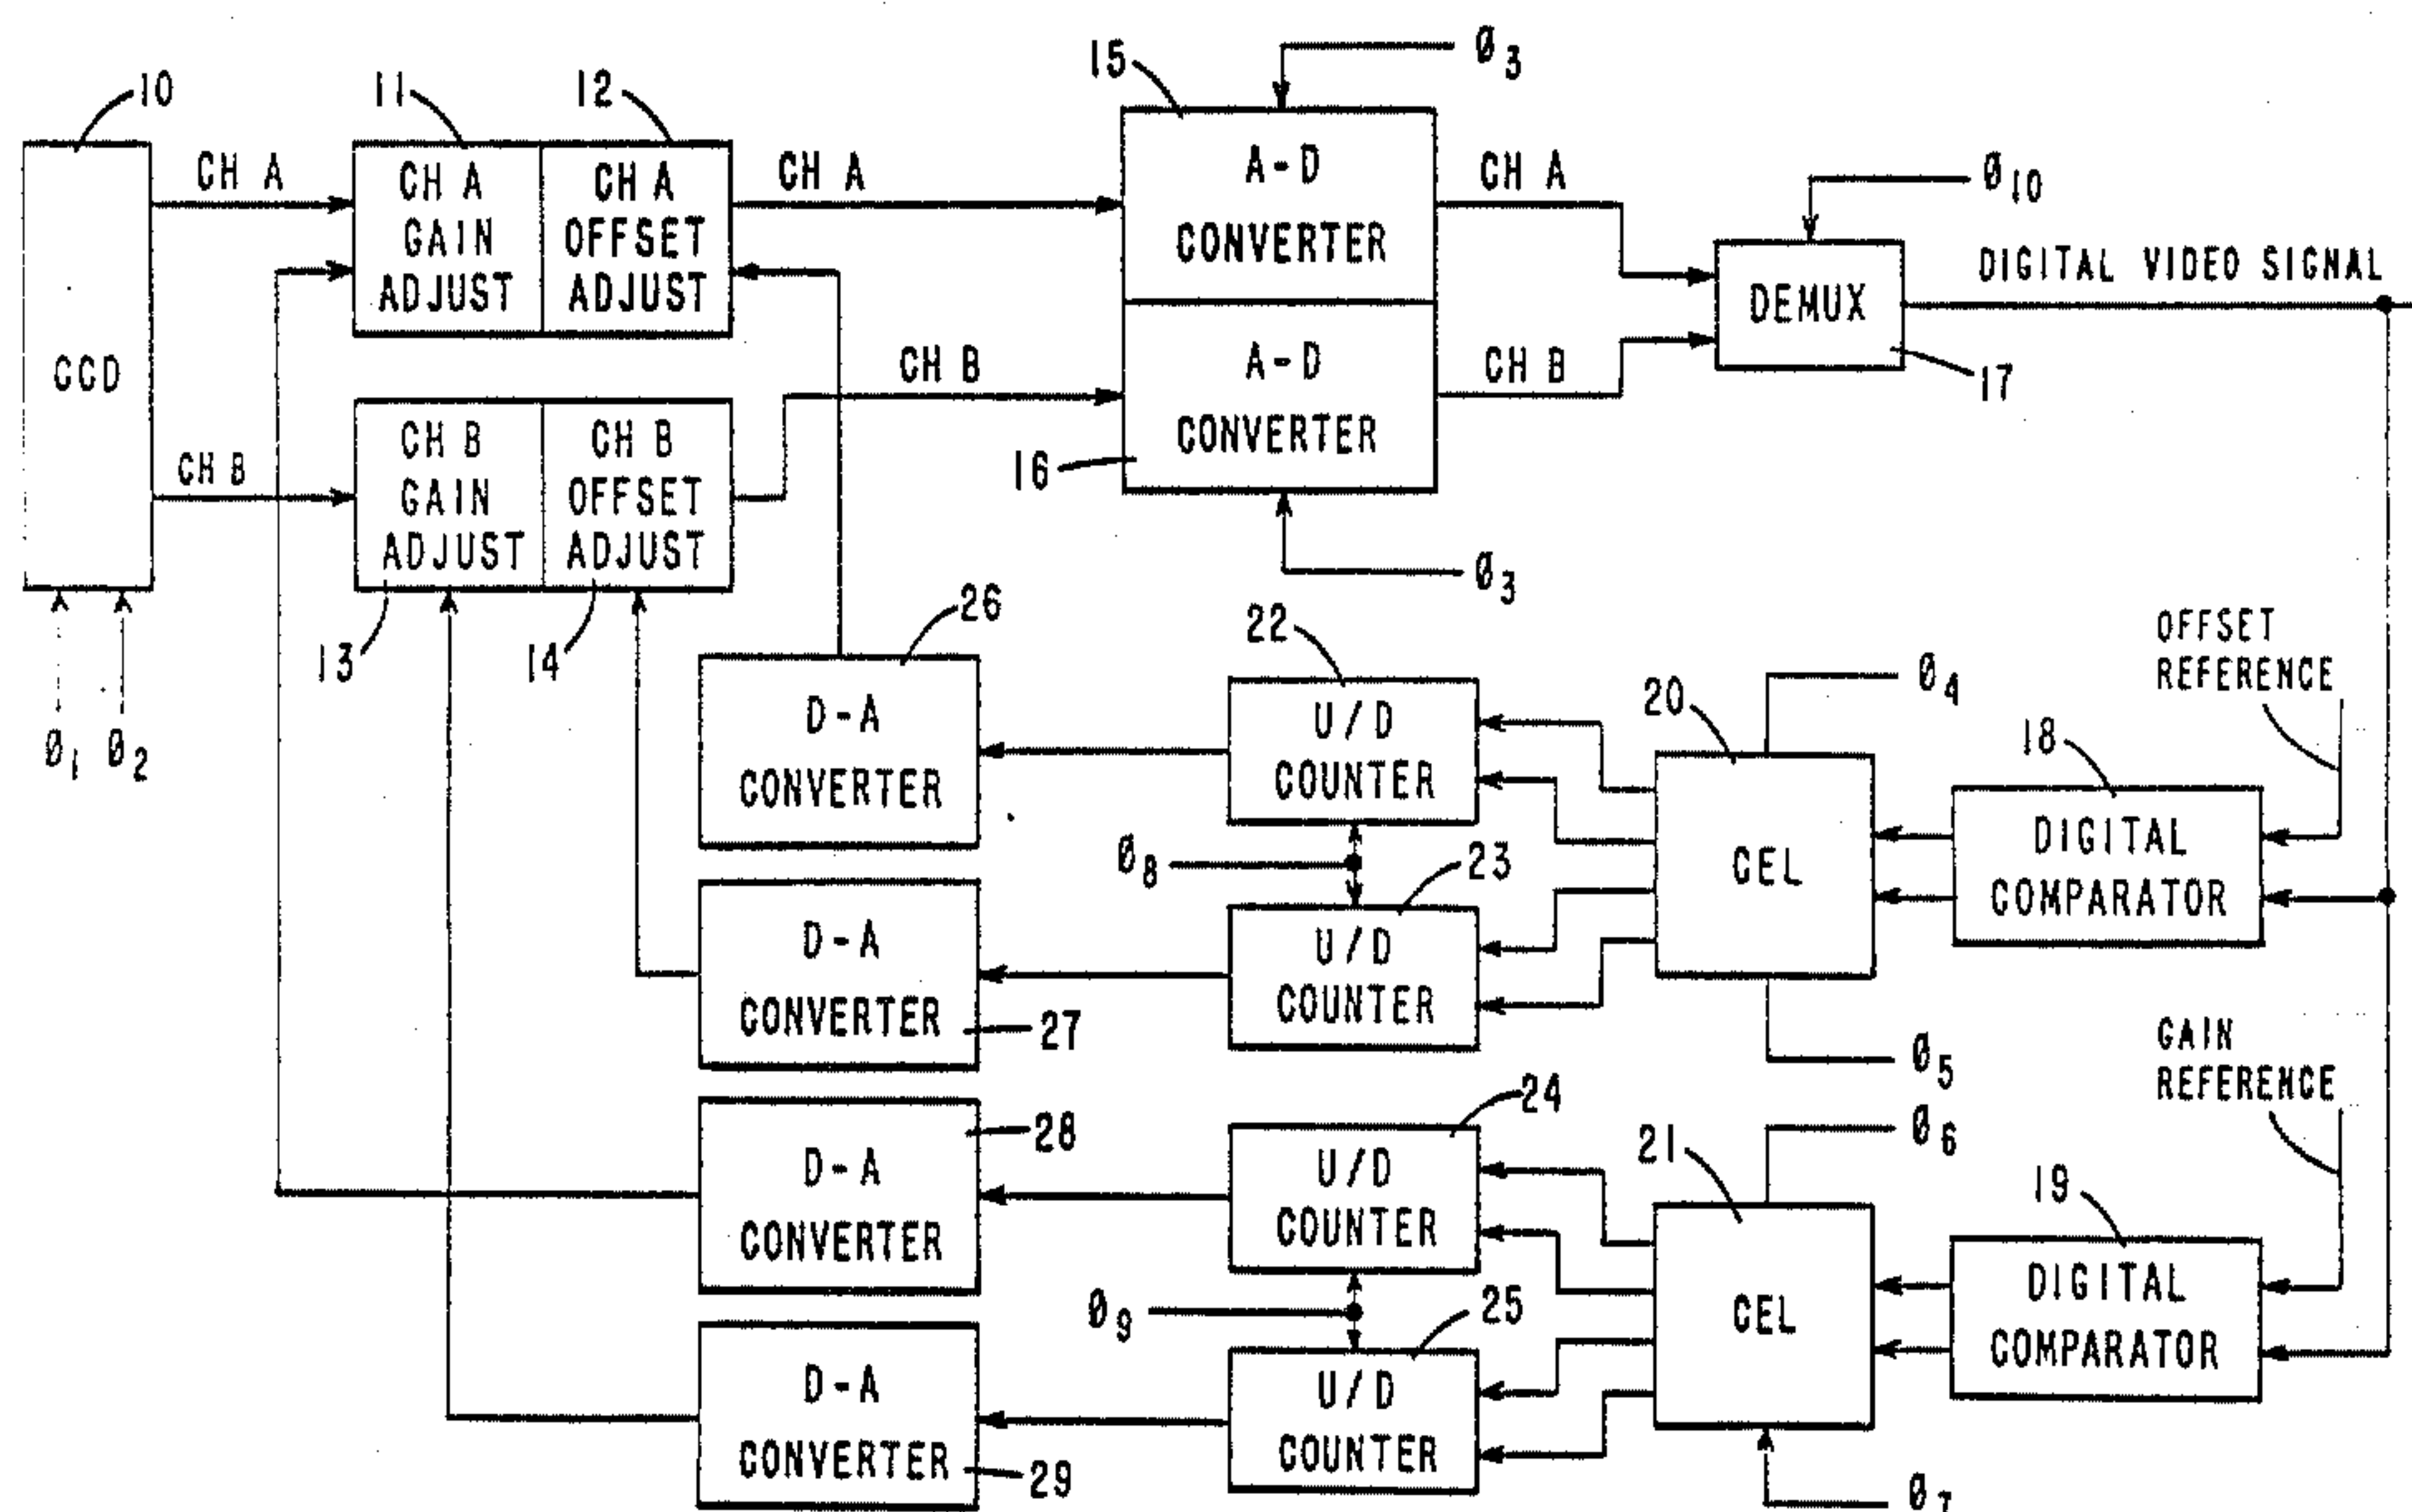 10
11
12
15
Ø3
CH A
CH A
GAIN
ADJUST
CH A
OFFSET
ADJUST
CH A
A-D
CONVERTER
CH A
Ø10
DEMUX
DIGITAL VIDEO SIGNAL
17
CCD
CH B
CH B
GAIN
ADJUST
CH B
OFFSET
ADJUST
CH B
A-D
CONVERTER
CH B
16
Ø3
13
14
Ø1 Ø2
26
D-A
CONVERTER
22
U/D
COUNTER
20
Ø4
CEL
18
OFFSET
REFERENCE
DIGITAL
COMPARATOR
Ø8
23
D-A
CONVERTER
27
U/D
COUNTER
Ø5
GAIN
REFERENCE
28
D-A
CONVERTER
24
U/D
COUNTER
21
Ø6
CEL
19
DIGITAL
COMPARATOR
Ø9
25
D-A
CONVERTER
29
U/D
COUNTER
Ø7